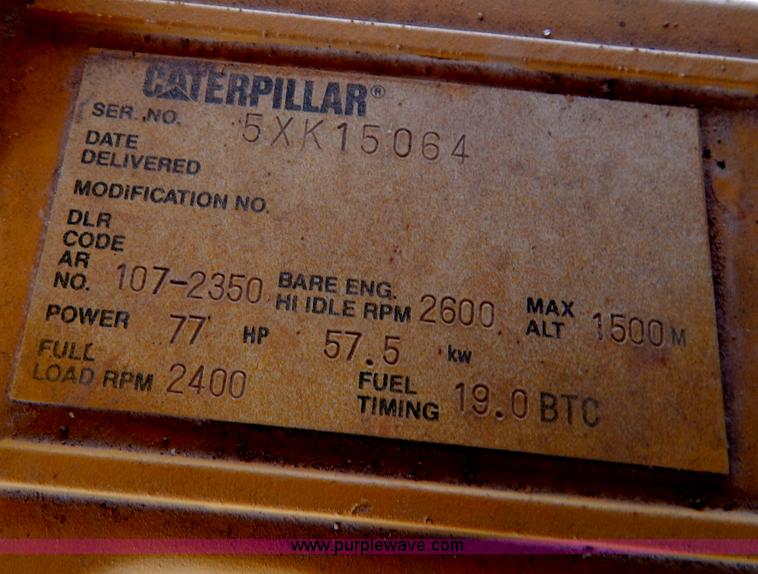 CATERPILLAR®
SER. NO. 5XK15064
DATE
DELIVERED
MODIFICATION NO.
DLR
CODE
AR
NO. 107-2350 BARE ENG.
HI IDLE RPM 2600 MAX
ALT 1500 M
POWER 77 HP 57.5 kw
FULL
LOAD RPM 2400 FUEL
TIMING 19.0 BTC
www.purplewave.com